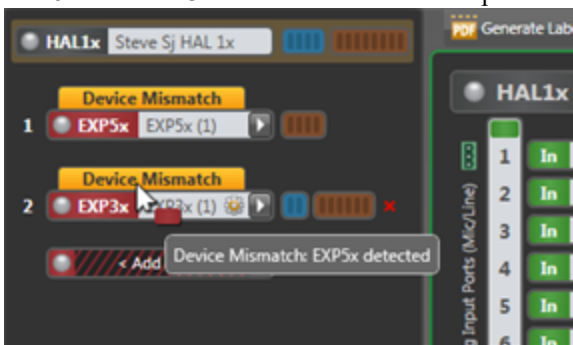 HAL1x Steve Sj HAL 1x
Device Mismatch
1 EXP5x EXP5x (1)
Device Mismatch
2 EXP3x EXP3x (1)
< Add
Device Mismatch: EXP5x detected
PDF Generate Lab
HAL1x
1 In
2 In
3 In
4 In
5 In
6 In
g Input Ports (Mic/Line)